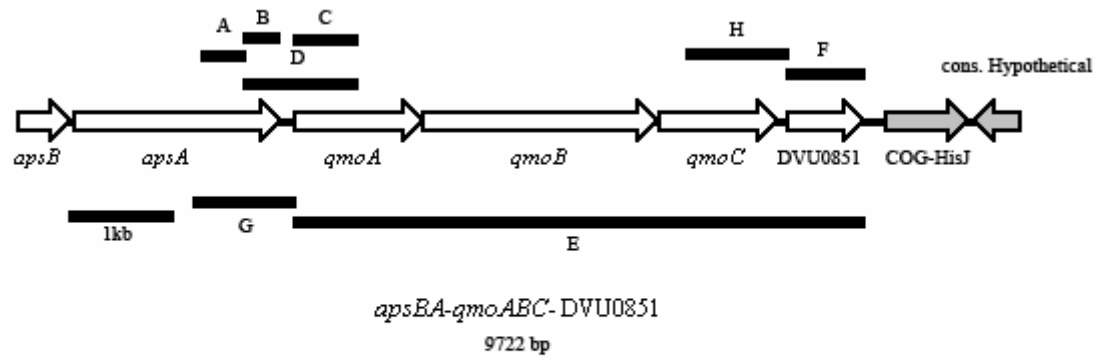 A B C
D
H
F
cons. Hypothetical
apsB apsA qmoA qmoB qmoC DVU0851 COG-HisJ
1kb G E
apsBA-qmoABC- DVU0851
9722 bp